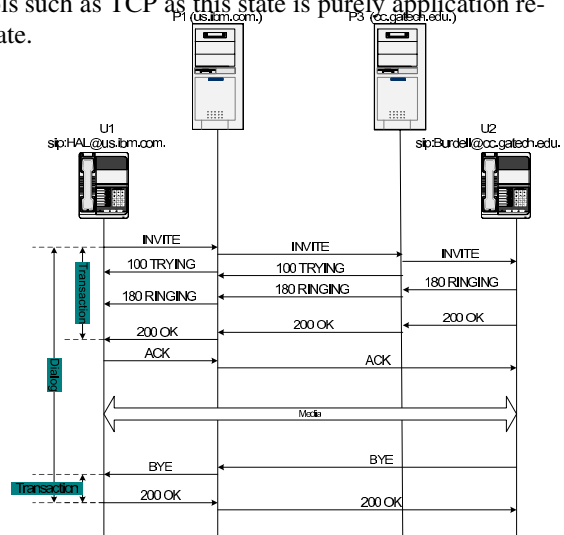 ols such as TCP as this state is purely application re-
ate.
P1 (us.ibm.com.)
P3 (cc.gatech.edu.)
U1
sip:HAL@us.ibm.com.
U2
sip:Burdell@cc.gatech.edu.
INVITE
INVITE
INVITE
100 TRYING
100 TRYING
180 RINGING
180 RINGING
180 RINGING
200 OK
200 OK
200 OK
Transaction
ACK
ACK
Dialog
Media
BYE
BYE
Transaction
200 OK
200 OK